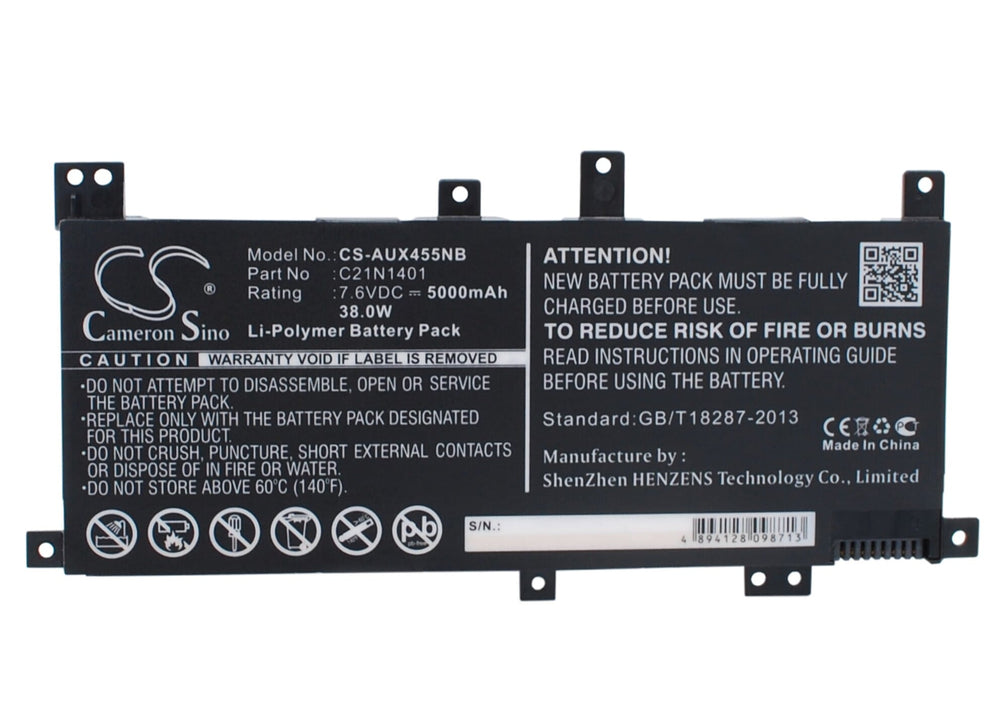 Cameron Sino
®
Model No.:CS-AUX455NB
Part No :C21N1401
Rating :7.6VDC ⎓ 5000mAh
38.0W
Li-Polymer Battery Pack
CAUTION WARRANTY VOID IF LABEL IS REMOVED
•DO NOT ATTEMPT TO DISASSEMBLE, OPEN OR SERVICE
THE BATTERY PACK.
•REPLACE ONLY WITH THE BATTERY PACK DESIGNATED
FOR THIS PRODUCT.
•DO NOT CRUSH, PUNCTURE, SHORT EXTERNAL CONTACTS
OR DISPOSE OF IN FIRE OR WATER.
•DO NOT STORE ABOVE 60°C (140°F).
pb
pb-free
ATTENTION!
NEW BATTERY PACK MUST BE FULLY
CHARGED BEFORE USE.
TO REDUCE RISK OF FIRE OR BURNS
READ INSTRUCTIONS IN OPERATING GUIDE
BEFORE USING THE BATTERY.
Standard:GB/T18287-2013
CE
Made In China
Manufacture by :
ShenZhen HENZENS Technology Co., Limited
S/N.:
4 894128 098713